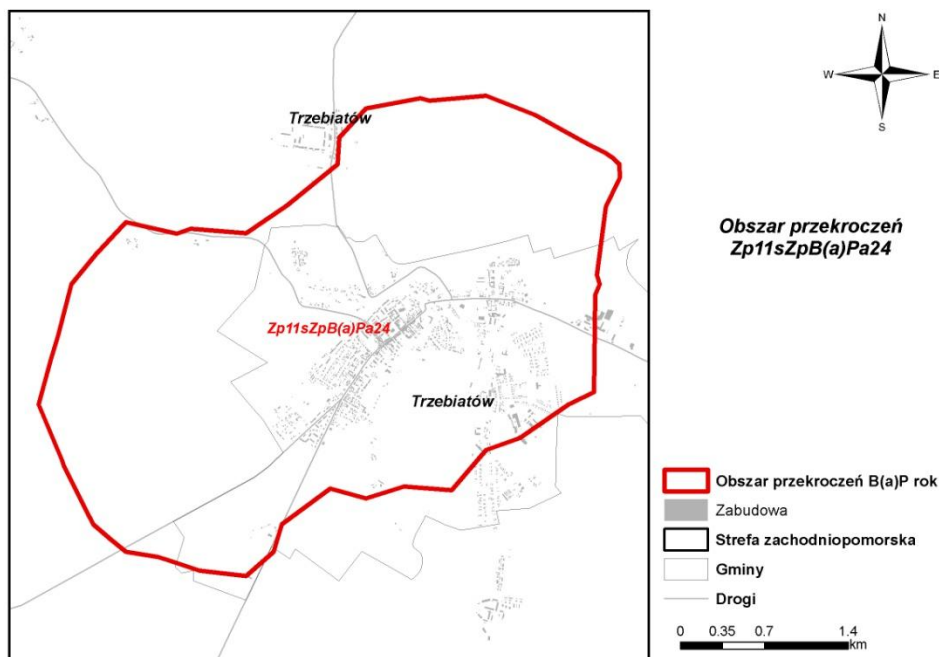 Trzebiatów
Zp11sZpB(a)Pa24
Trzebiatów
N
W
E
S
Obszar przekroczeń
Zp11sZpB(a)Pa24
Obszar przekroczeń B(a)P rok
Zabudowa
Strefa zachodniopomorska
Gminy
Drogi
0 0.35 0.7 1.4
km